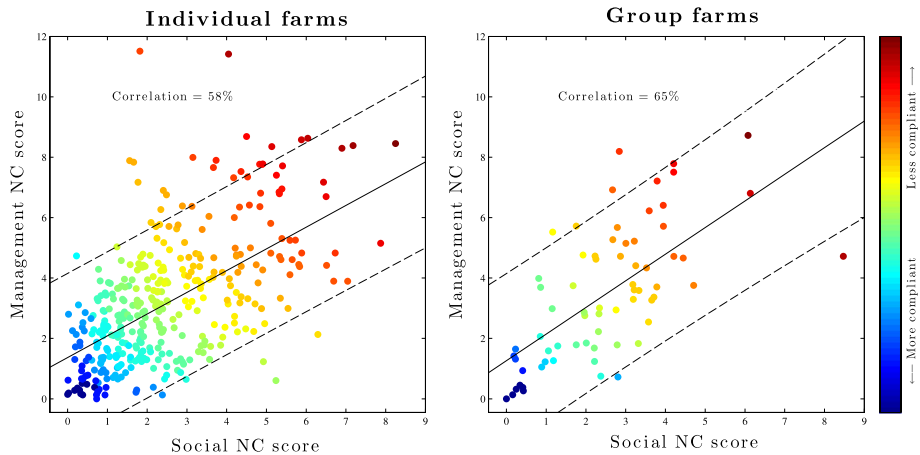 Individual farms
12
10
8
6
4
2
0
Management NC score
Correlation = 58%
0 1 2 3 4 5 6 7 8 9
Social NC score
Group farms
12
10
8
6
4
2
0
Management NC score
Correlation = 65%
0 1 2 3 4 5 6 7 8 9
Social NC score
←— More compliant
Less compliant —→